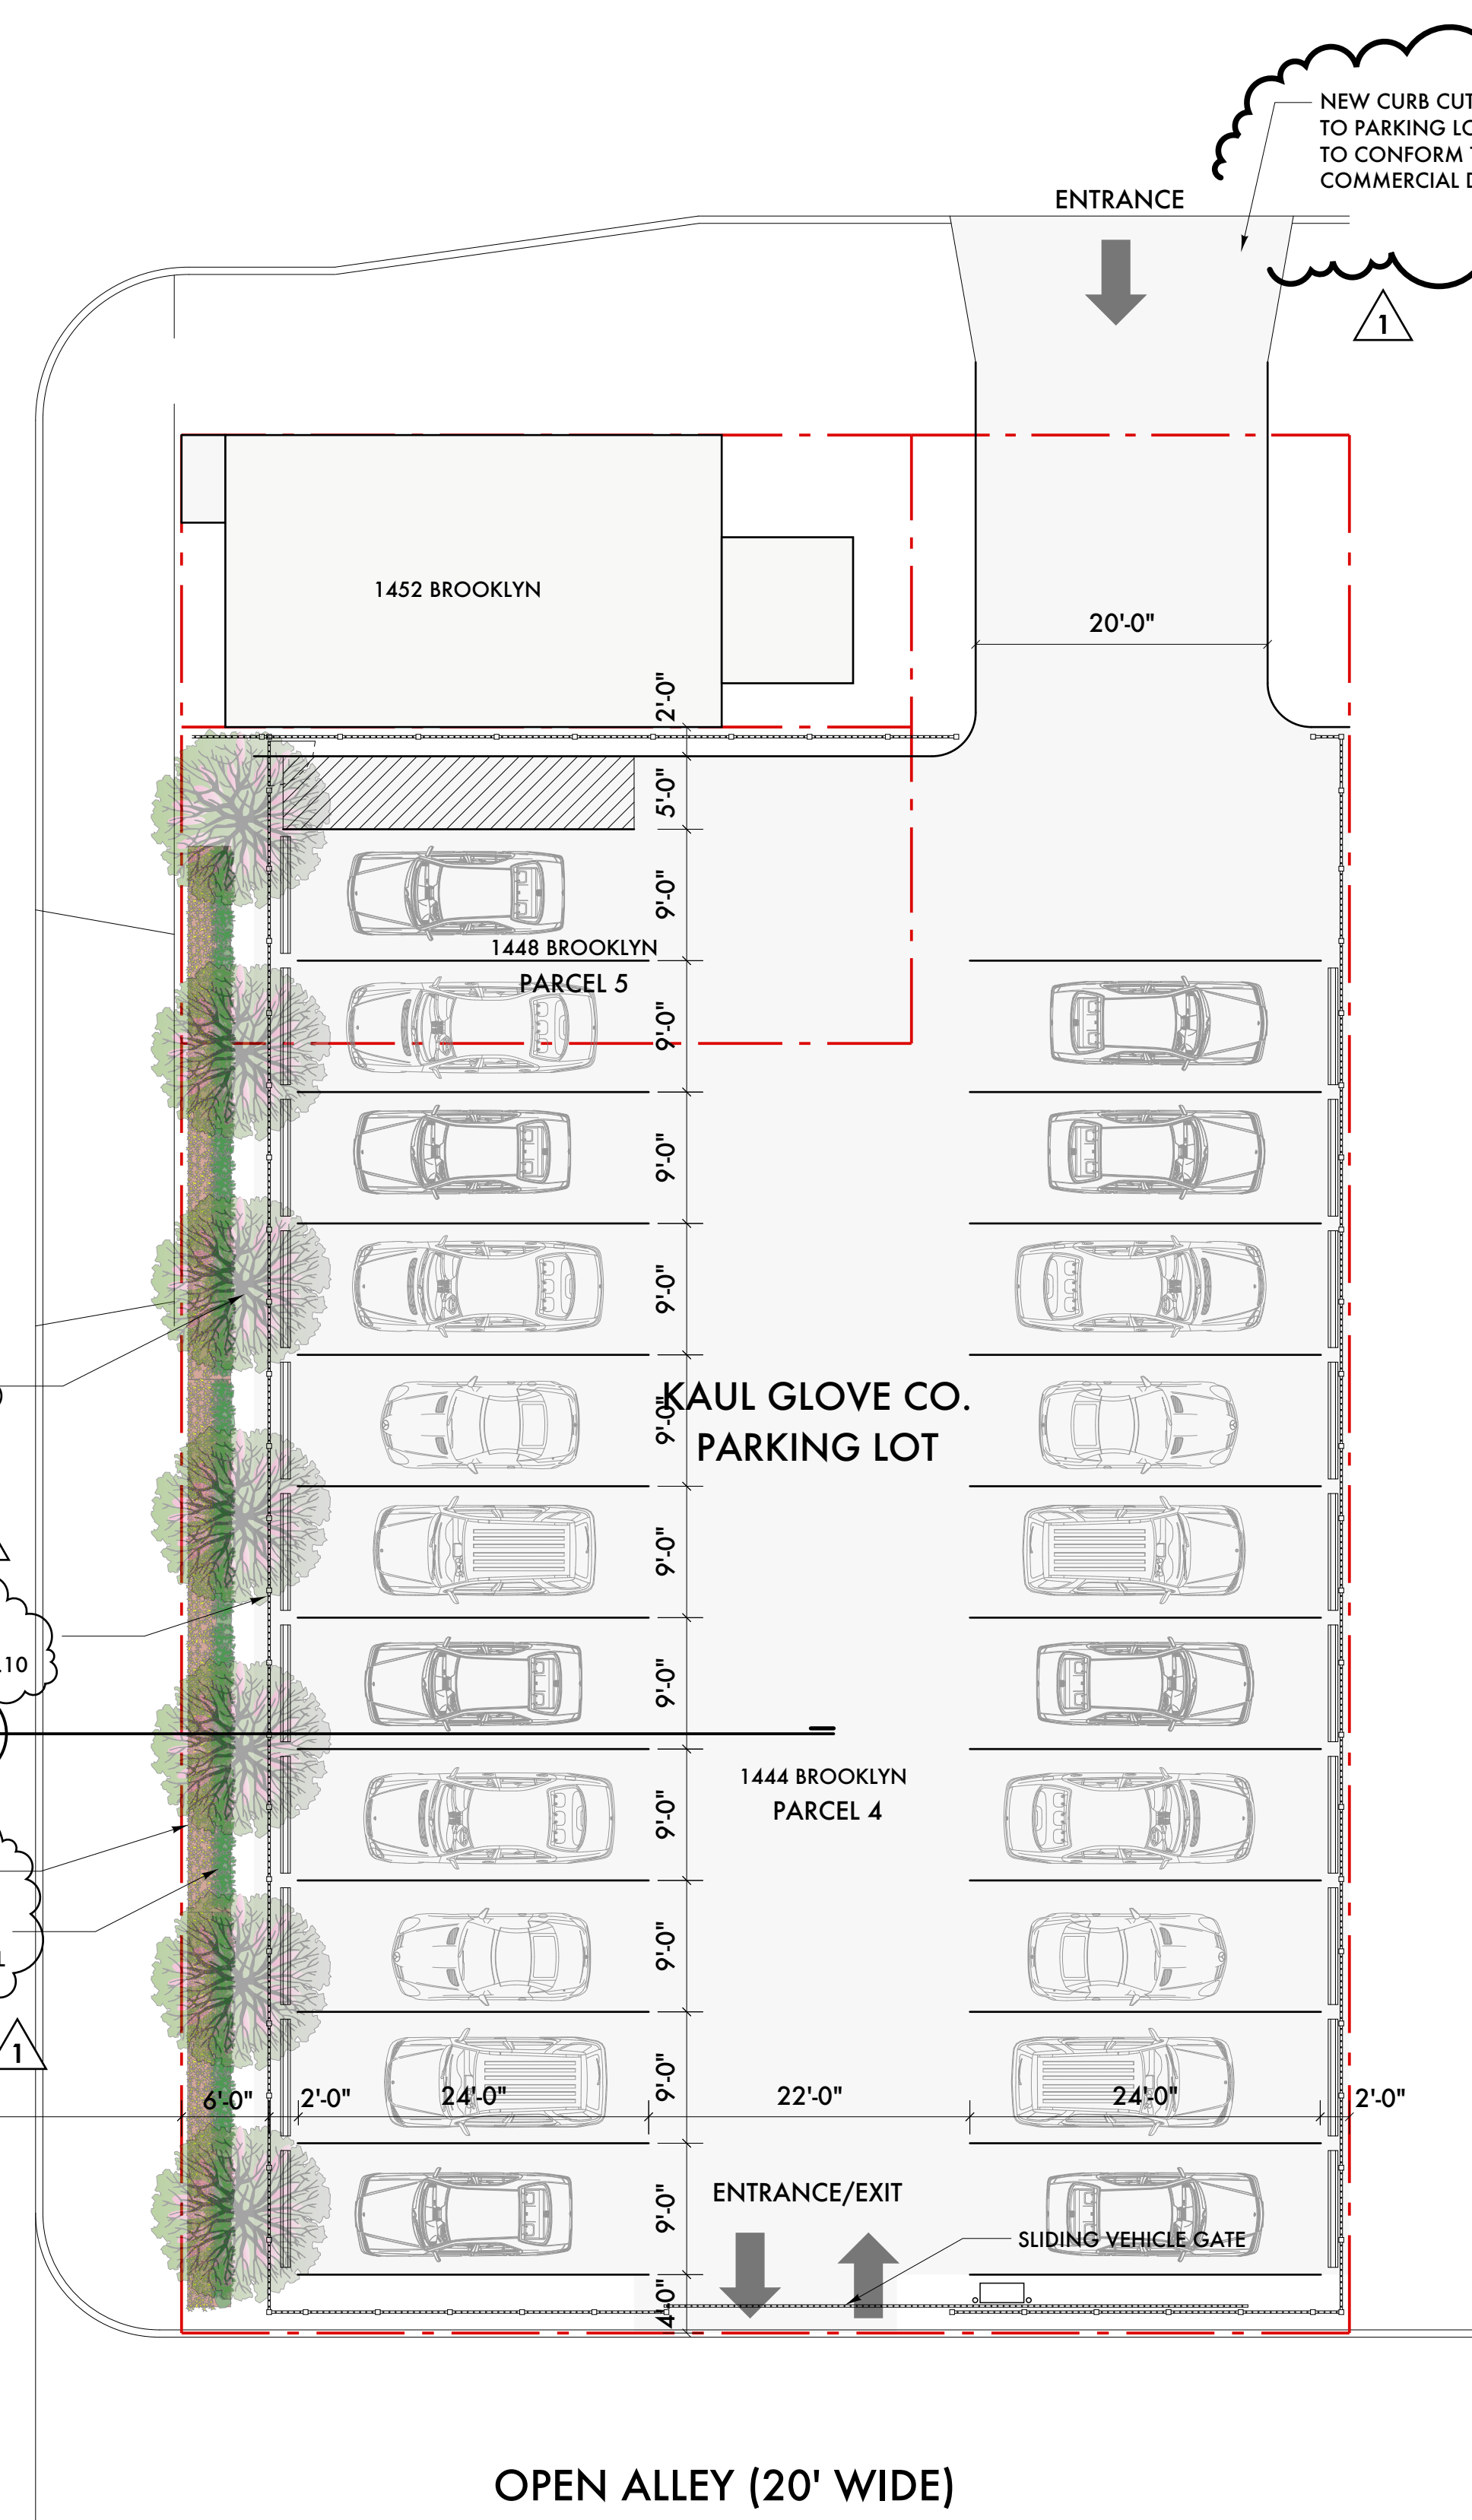 NEW CURB CUT
TO PARKING LO
TO CONFORM T
COMMERCIAL D
ENTRANCE
1
1452 BROOKLYN
20'-0"
2'-0"
5'-0"
9'-0"
1448 BROOKLYN
PARCEL 5
9'-0"
9'-0"
9'-0"
9'-0"
KAUL GLOVE CO.
PARKING LOT
9'-0"
.10
9'-0"
1444 BROOKLYN
PARCEL 4
9'-0"
9'-0"
1
9'-0"
6'-0"
2'-0"
24'-0"
22'-0"
24'-0"
2'-0"
ENTRANCE/EXIT
9'-0"
SLIDING VEHICLE GATE
4'-0"
OPEN ALLEY (20' WIDE)